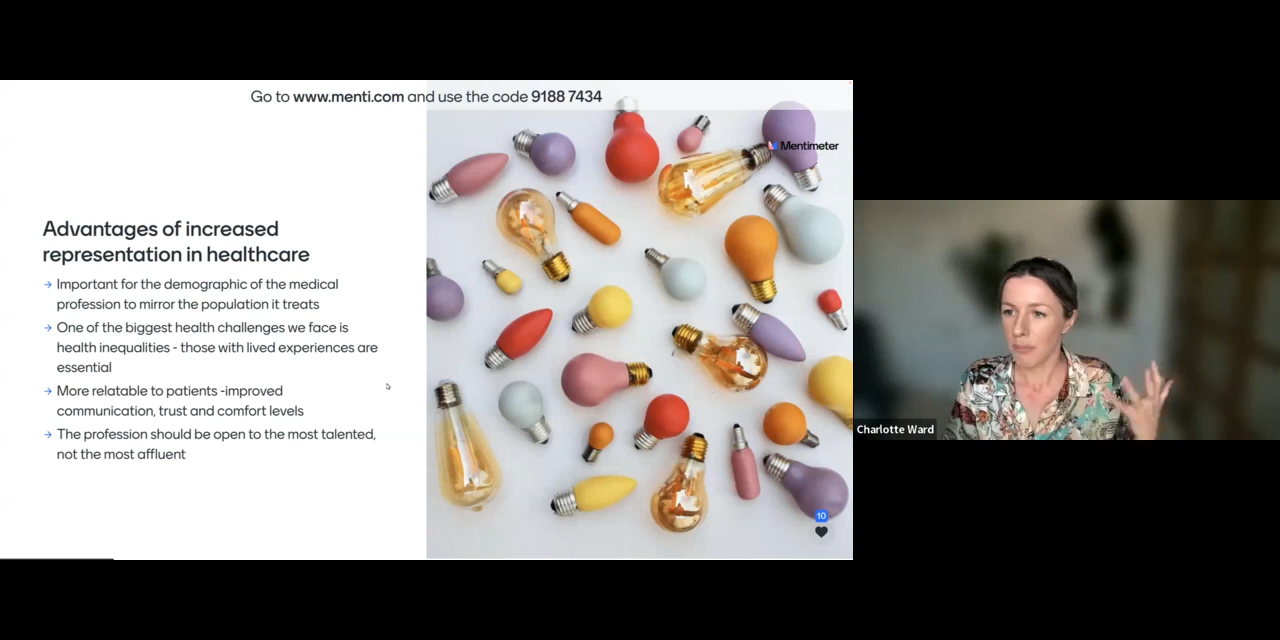 Go to www.menti.com and use the code 9188 7434
Mentimeter
Advantages of increased
representation in healthcare
→ Important for the demographic of the medical
profession to mirror the population it treats
→ One of the biggest health challenges we face is
health inequalities - those with lived experiences are
essential
→ More relatable to patients -improved
communication, trust and comfort levels
→ The profession should be open to the most talented,
not the most affluent
10
Charlotte Ward